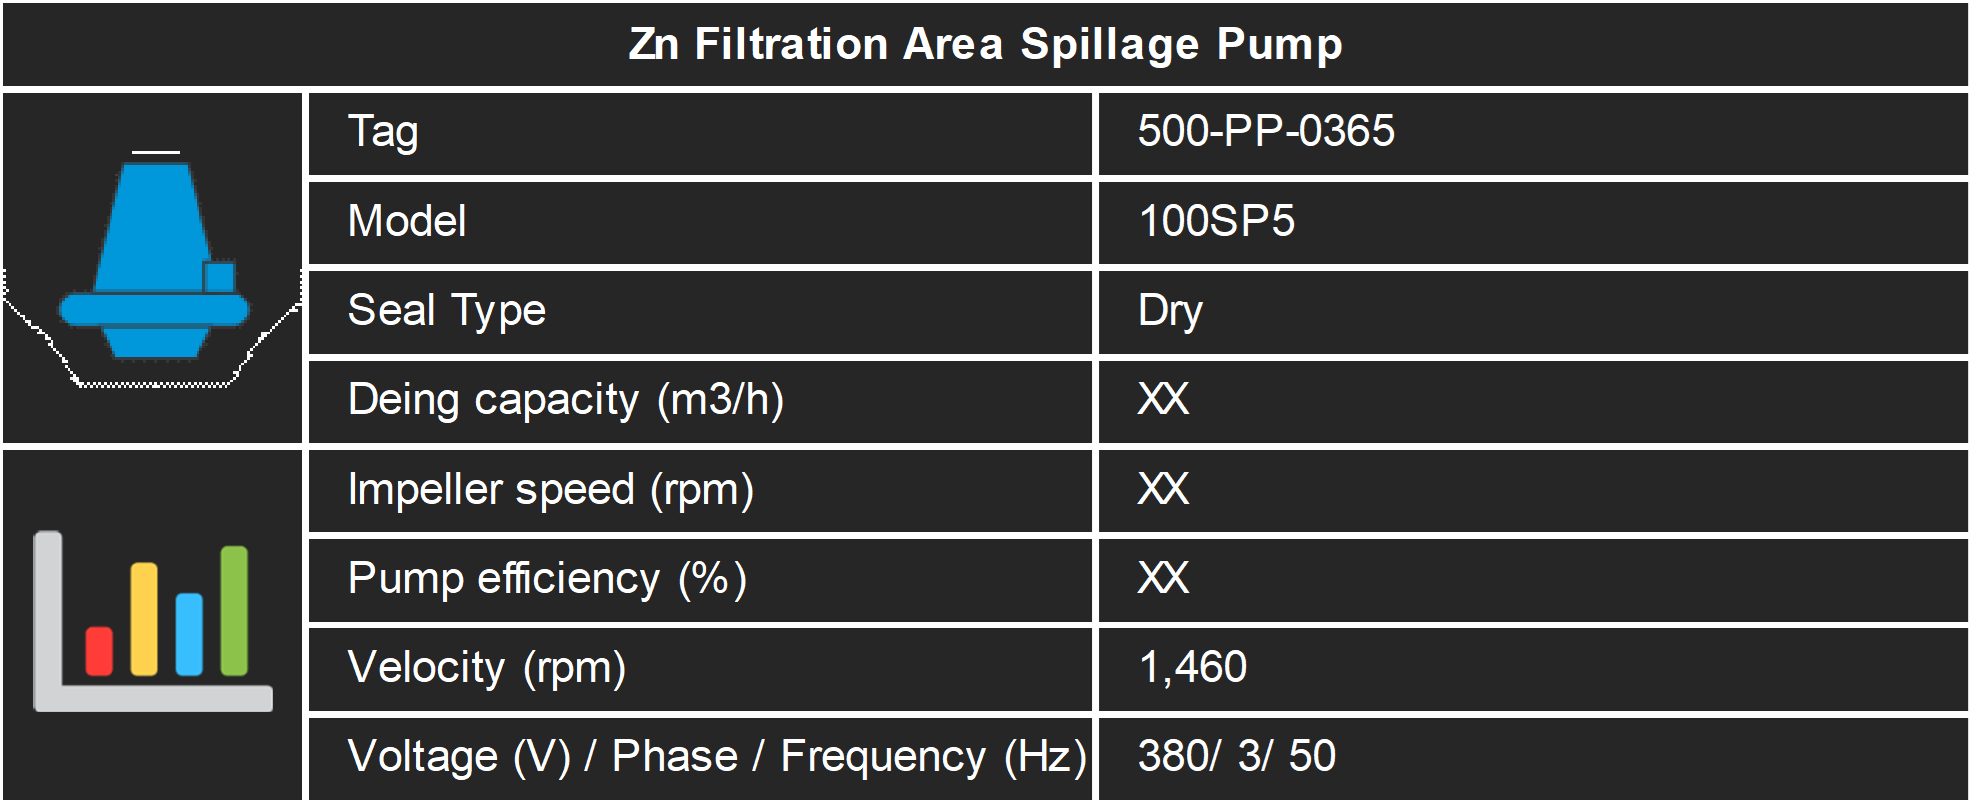 Zn Filtration Area Spillage Pump
Tag 500-PP-0365
Model 100SP5
Seal Type Dry
Deing capacity (m3/h) XX
Impeller speed (rpm) XX
Pump efficiency (%) XX
Velocity (rpm) 1,460
Voltage (V) / Phase / Frequency (Hz) 380/ 3/ 50